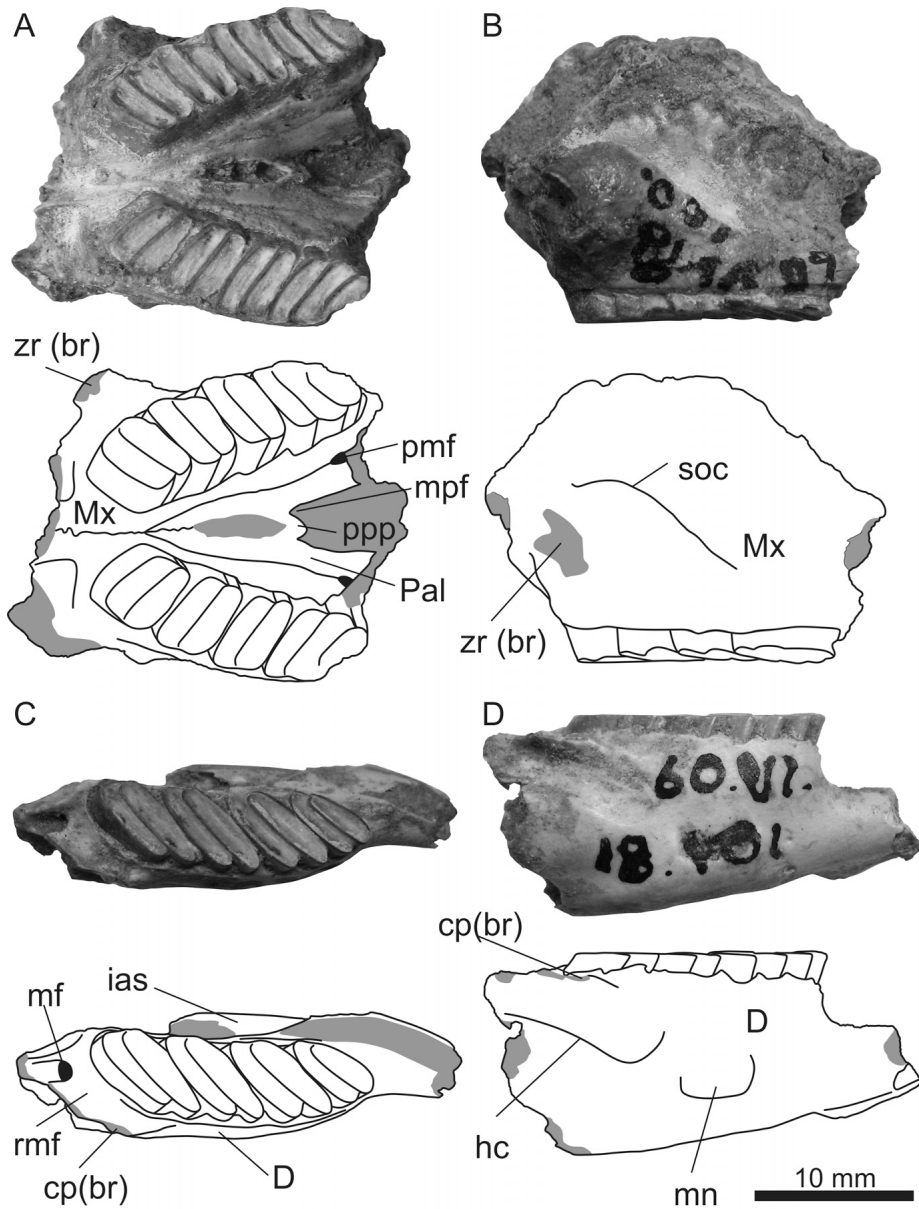 A
B
zr (br)
pmf
mpf
ppp
Mx
Pal
soc
Mx
zr (br)
C
D
60.VI.
18.
cp(br)
ias
mf
D
rmf
hc
cp(br)
D
mn
10 mm